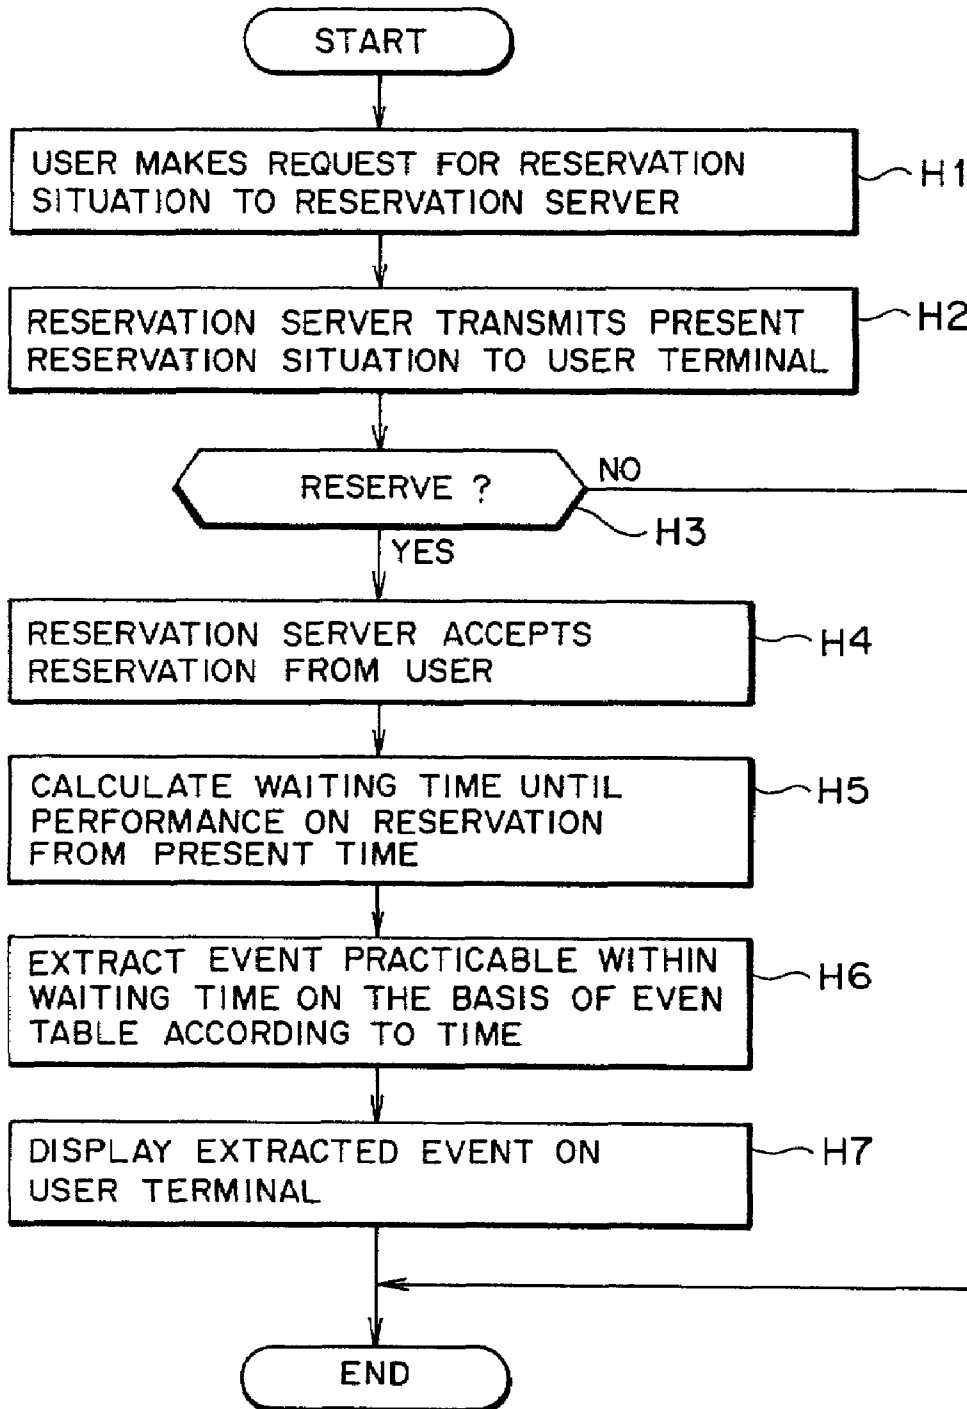 START
USER MAKES REQUEST FOR RESERVATION
SITUATION TO RESERVATION SERVER
H1
RESERVATION SERVER TRANSMITS PRESENT
RESERVATION SITUATION TO USER TERMINAL
H2
RESERVE ?
NO
H3
YES
RESERVATION SERVER ACCEPTS
RESERVATION FROM USER
H4
CALCULATE WAITING TIME UNTIL
PERFORMANCE ON RESERVATION
FROM PRESENT TIME
H5
EXTRACT EVENT PRACTICABLE WITHIN
WAITING TIME ON THE BASIS OF EVEN
TABLE ACCORDING TO TIME
H6
DISPLAY EXTRACTED EVENT ON
USER TERMINAL
H7
END